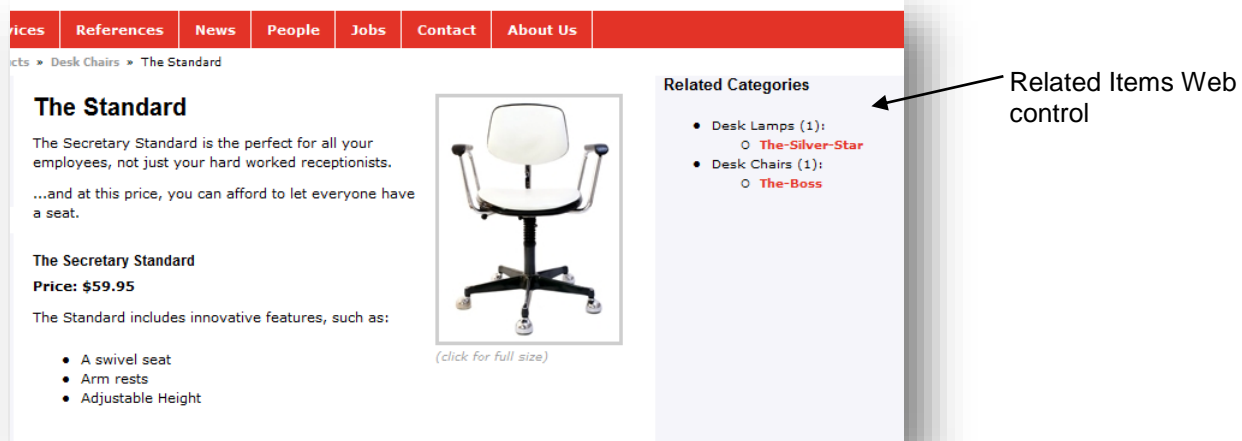 References News People Jobs Contact About Us
» Desk Chairs » The Standard
The Standard
The Secretary Standard is the perfect for all your
employees, not just your hard worked receptionists.
...and at this price, you can afford to let everyone have
a seat.
The Secretary Standard
Price: $59.95
The Standard includes innovative features, such as:
• A swivel seat
• Arm rests
• Adjustable Height
(click for full size)
Related Categories
• Desk Lamps (1):
o The-Silver-Star
• Desk Chairs (1):
o The-Boss
Related Items Web
control